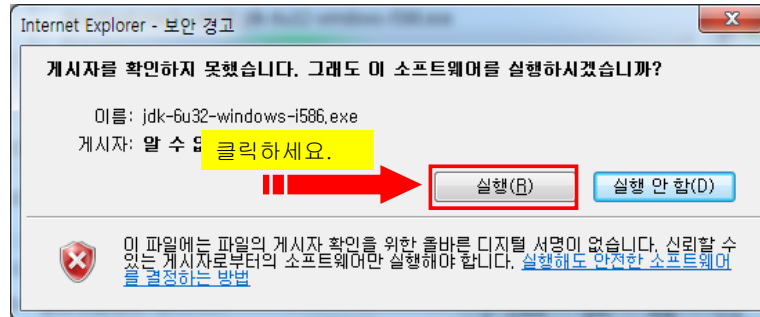 Internet Explorer - 보안 경고
게시자를 확인하지 못했습니다. 그래도 이 소프트웨어를 실행하시겠습니까?
이름: jdk-6u32-windows-i586.exe
게시자: 알 수
클릭하세요.
실행(R)
실행 안 함(D)
이 파일에는 파일의 게시자 확인을 위한 올바른 디지털 서명이 없습니다. 신뢰할 수
있는 게시자로부터의 소프트웨어만 실행해야 합니다. 실행해도 안전한 소프트웨어
를 결정하는 방법